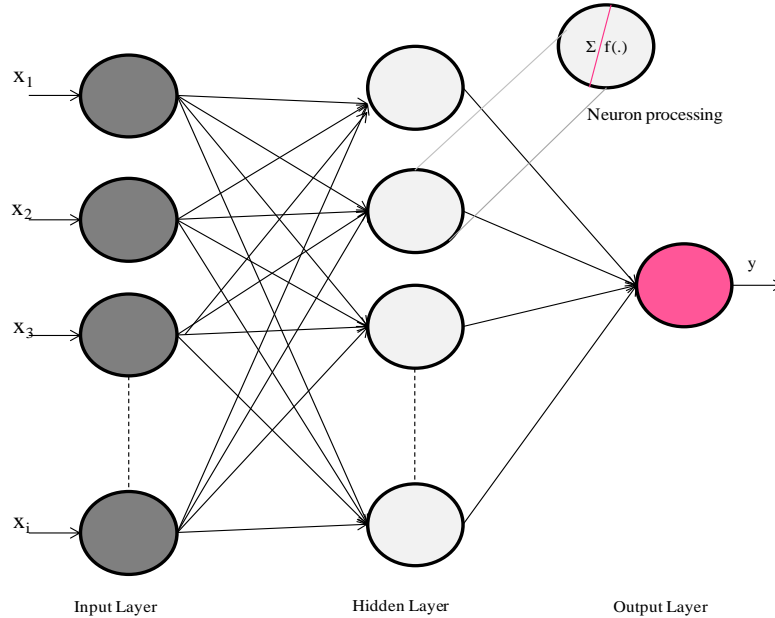 Σ f(.)
x₁
Neuron processing
x₂
y
x₃
xᵢ
Input Layer
Hidden Layer
Output Layer